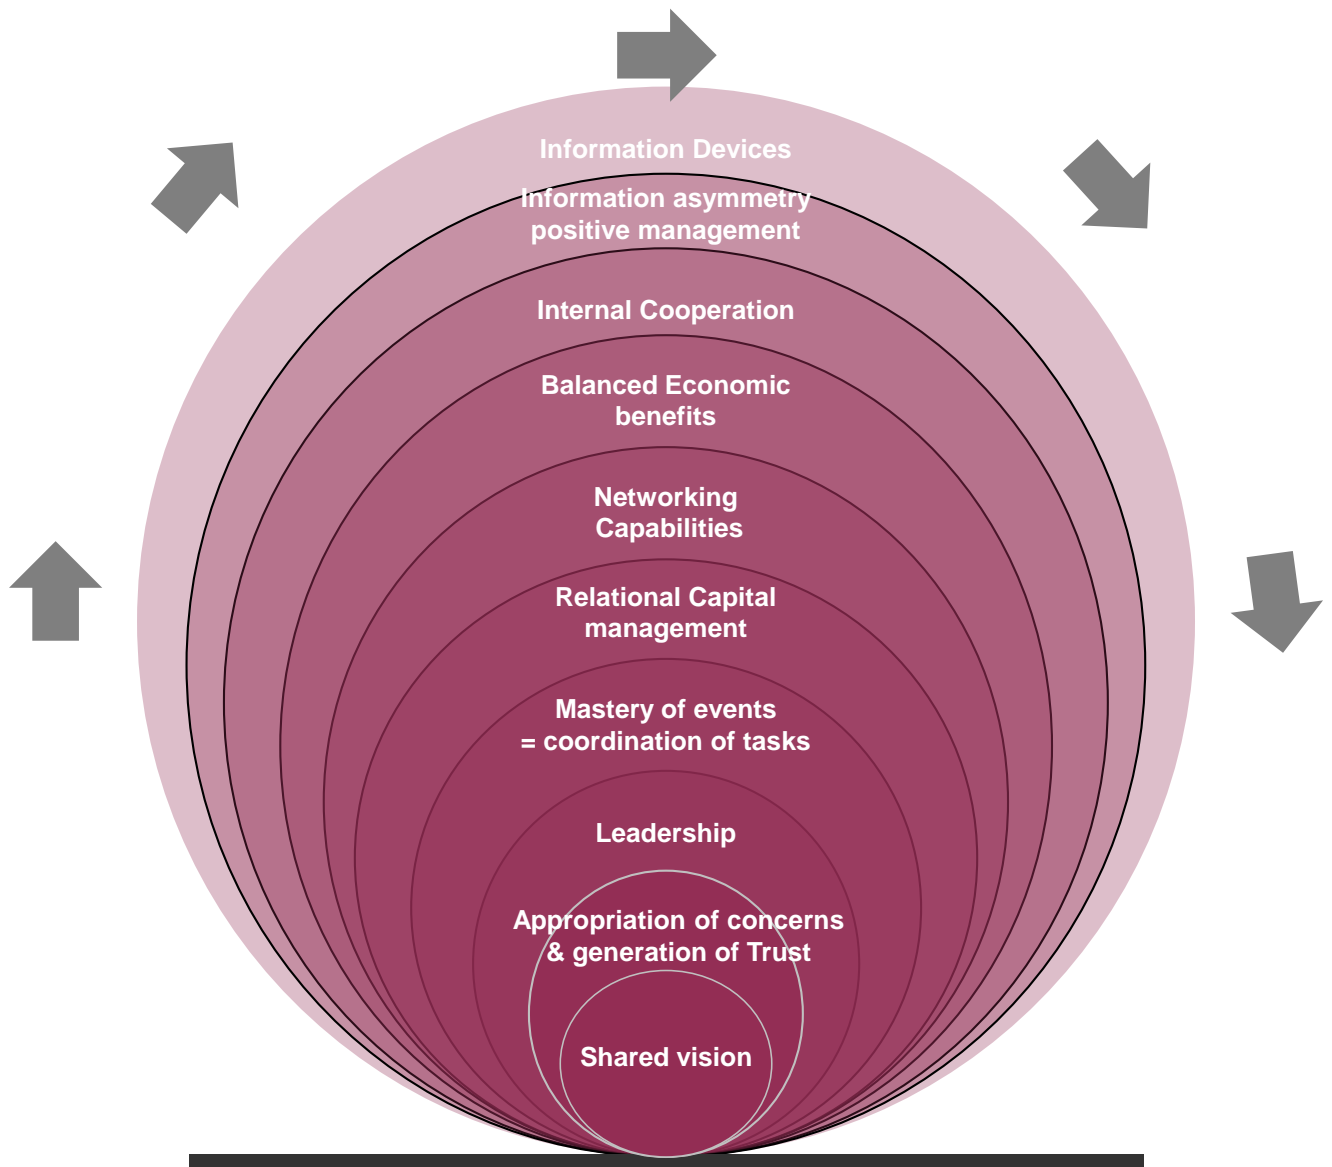 Information Devices
Information asymmetry
positive management
Internal Cooperation
Balanced Economic
benefits
Networking
Capabilities
Relational Capital
management
Mastery of events
= coordination of tasks
Leadership
Appropriation of concerns
& generation of Trust
Shared vision